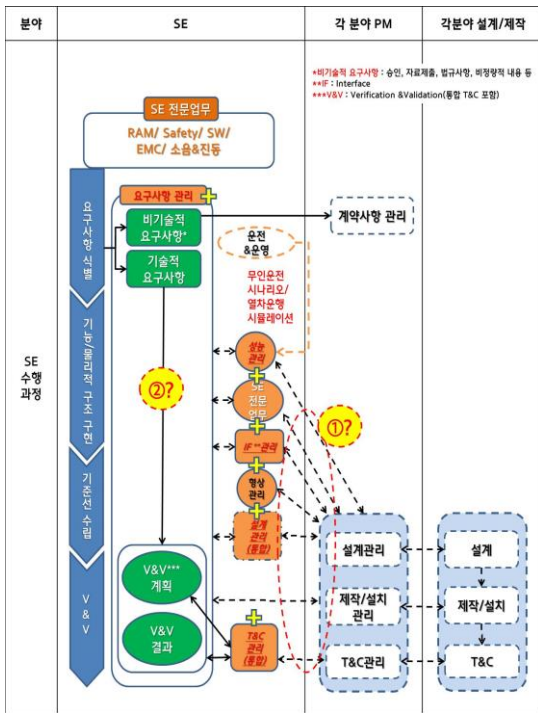 분야
SE
각 분야 PM
각분야 설계/제작
*비기술적 요구사항 : 승인, 자료제출, 법규사항, 비정량적 내용 등
**IF : Interface
***V&V : Verification &Validation(통합 T&C 포함)
SE 전문업무
RAM/ Safety/ SW/
EMC/ 소음&진동
요구사항 관리
비기술적
요구사항*
기술적
요구사항
계약사항 관리
운전
&운영
무인운전
시나리오/
열차운행
시뮬레이션
SE
수행
과정
요구사항 식별
기능/물리적 구조 구현
기준선 수립
V&V
성능
관리
SE
전문
업무
IF **관리
형상
관리
설계
관리
(통합)
②?
①?
V&V***
계획
V&V
결과
T&C
관리
(통합)
설계관리
제작/설치
관리
T&C관리
설계
제작/설치
T&C